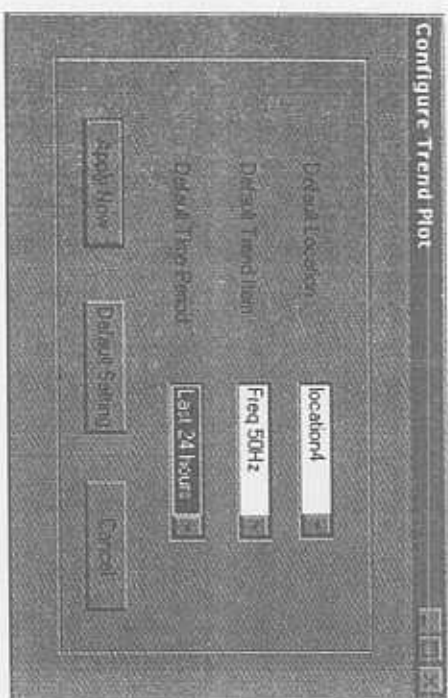 Configure Trend Plot
Default Location location4
Default Trend Item Freq 50Hz
Default Time Period Last 24 hours
Apply Now Default Setting Cancel